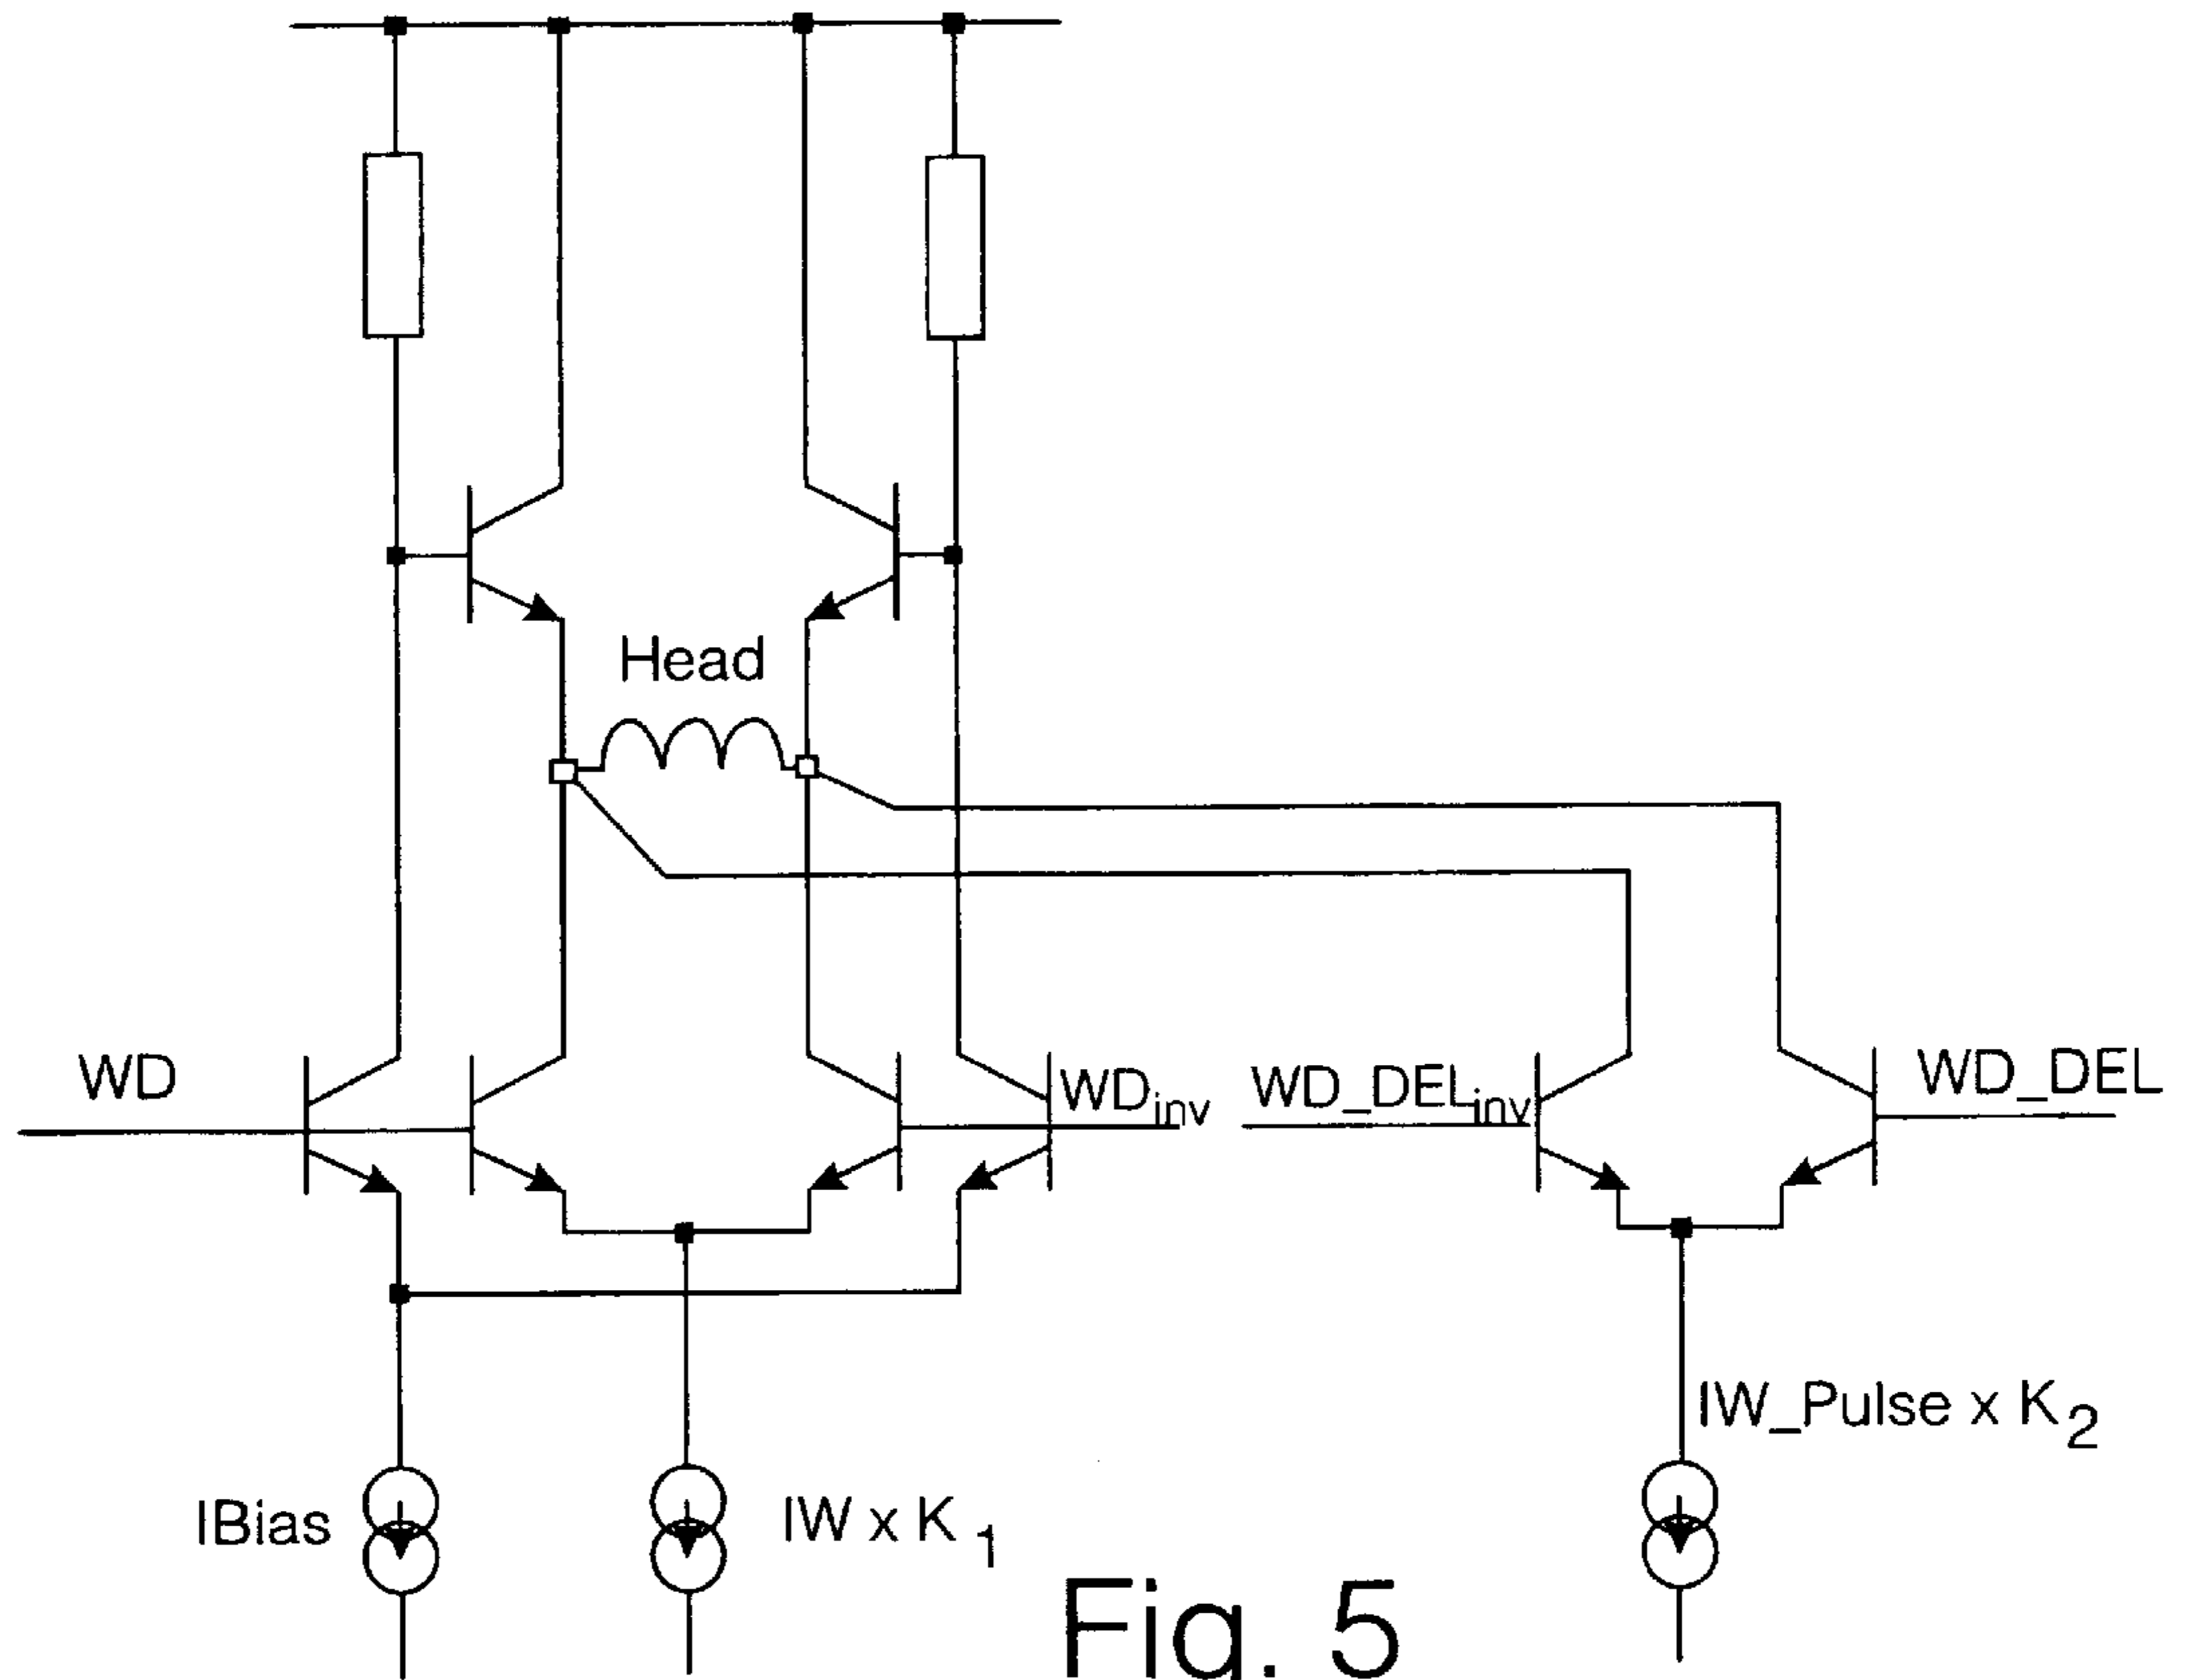 Head
WD
WDinv
WD_DELinv
WD_DEL
IW_Pulse x K2
IBias
IW x K1
Fig. 5